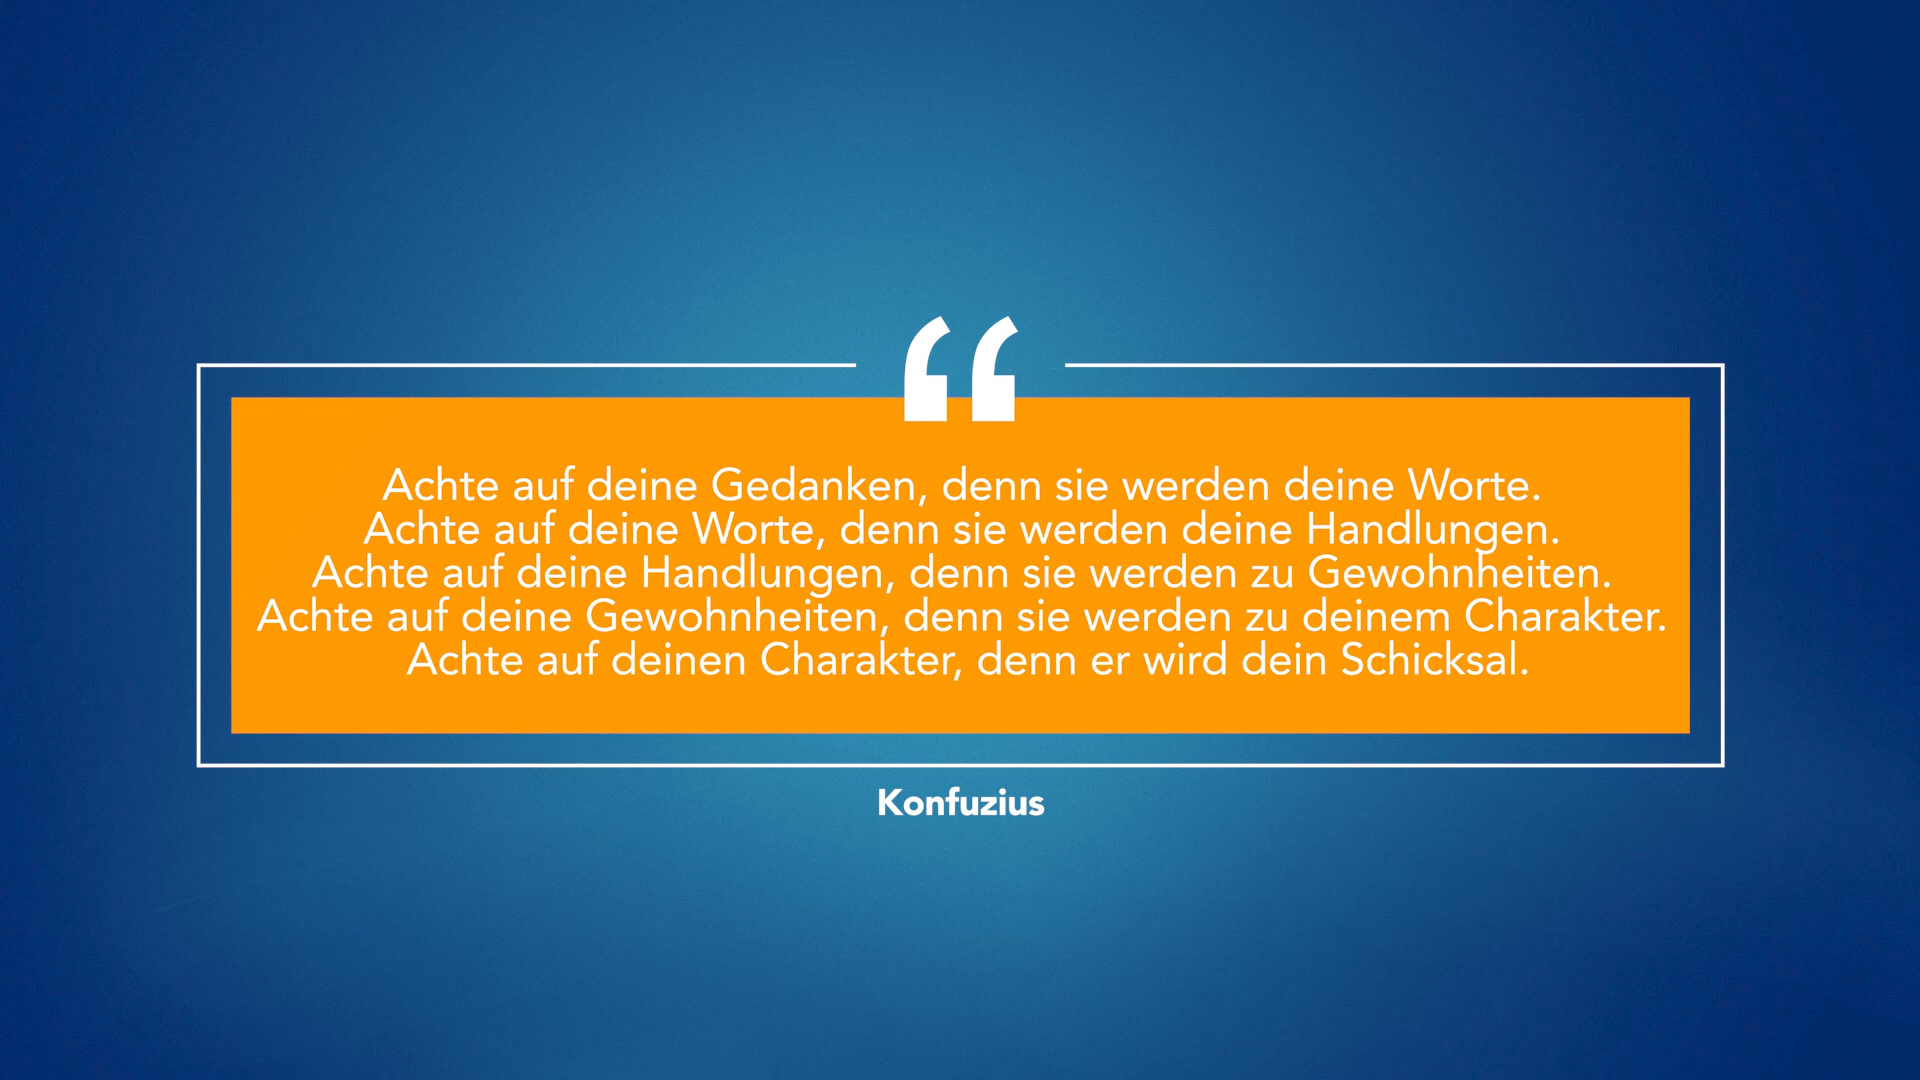 “
Achte auf deine Gedanken, denn sie werden deine Worte.
Achte auf deine Worte, denn sie werden deine Handlungen.
Achte auf deine Handlungen, denn sie werden zu Gewohnheiten.
Achte auf deine Gewohnheiten, denn sie werden zu deinem Charakter.
Achte auf deinen Charakter, denn er wird dein Schicksal.
Konfuzius